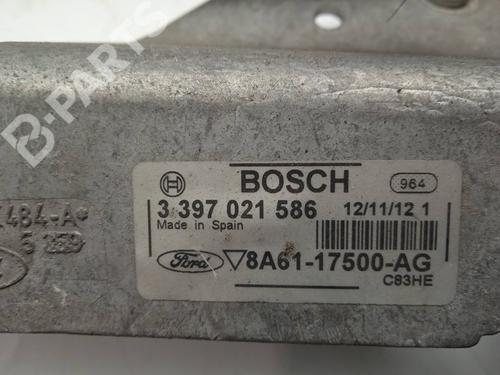 B-PARTS
BOSCH 964
3 397 021 586 12/11/12 1
Made in Spain
Ford 8A61-17500-AG
C83HE
484-A*